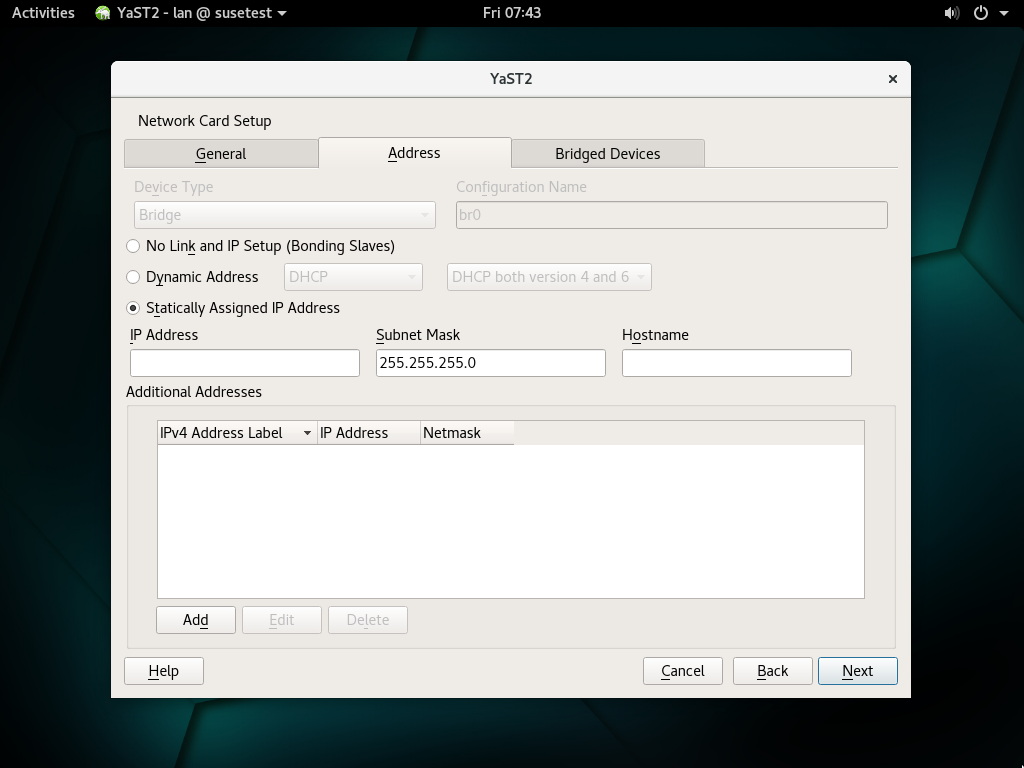 Activities YaST2 - lan @ susetest Fri 07:43
YaST2
Network Card Setup
General Address Bridged Devices
Device Type Configuration Name
Bridge br0
No Link and IP Setup (Bonding Slaves)
Dynamic Address DHCP DHCP both version 4 and 6
Statically Assigned IP Address
IP Address Subnet Mask Hostname
255.255.255.0
Additional Addresses
IPv4 Address Label IP Address Netmask
Add Edit Delete
Help Cancel Back Next